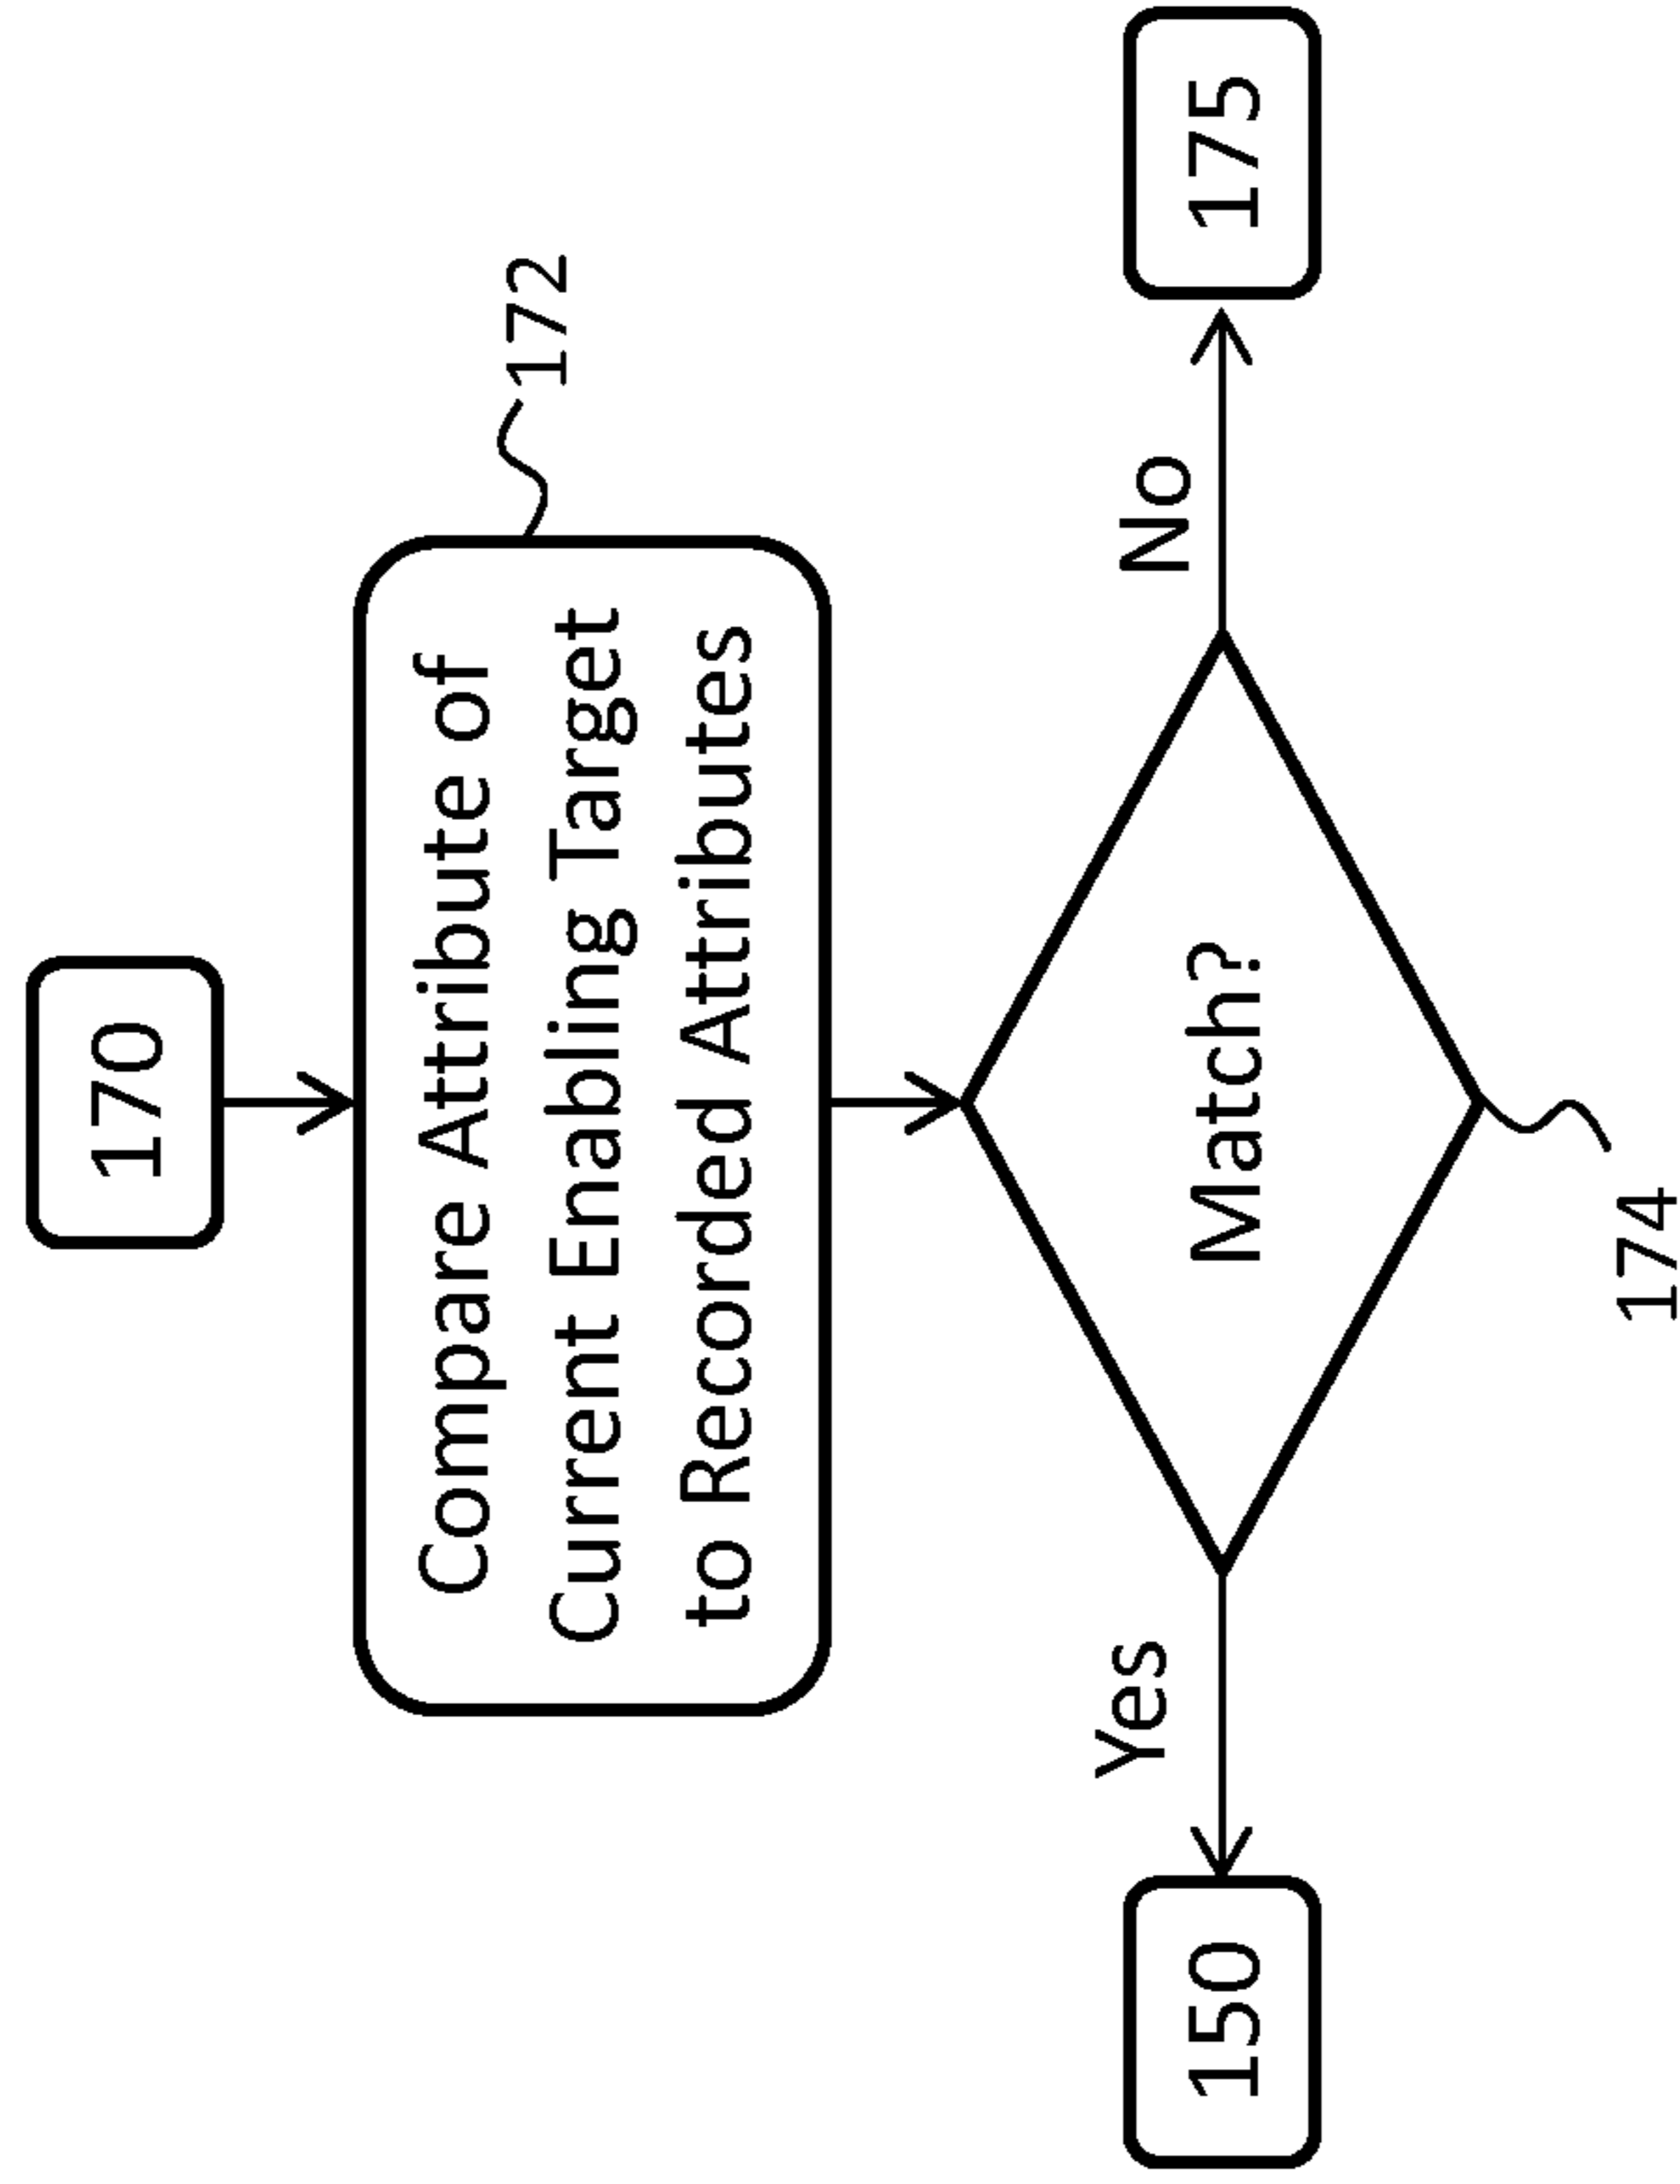 170
Compare Attribute of
Current Enabling Target
to Recorded Attributes
172
Match?
174
Yes
150
No
175